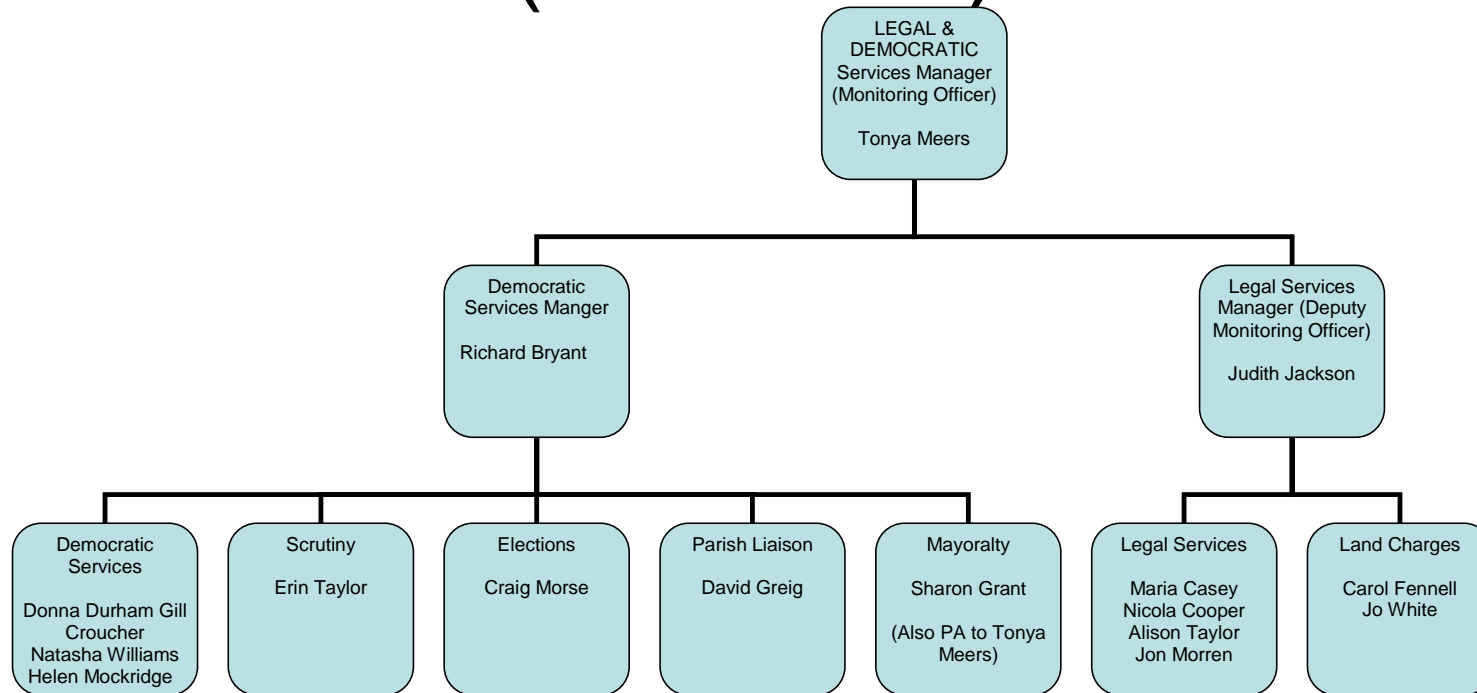 LEGAL &
DEMOCRATIC
Services Manager
(Monitoring Officer)
Tonya Meers
Democratic
Services Manger
Richard Bryant
Legal Services
Manager (Deputy
Monitoring Officer)
Judith Jackson
Democratic
Services
Donna Durham Gill
Croucher
Natasha Williams
Helen Mockridge
Scrutiny
Erin Taylor
Elections
Craig Morse
Parish Liaison
David Greig
Mayoralty
Sharon Grant
(Also PA to Tonya
Meers)
Legal Services
Maria Casey
Nicola Cooper
Alison Taylor
Jon Morren
Land Charges
Carol Fennell
Jo White